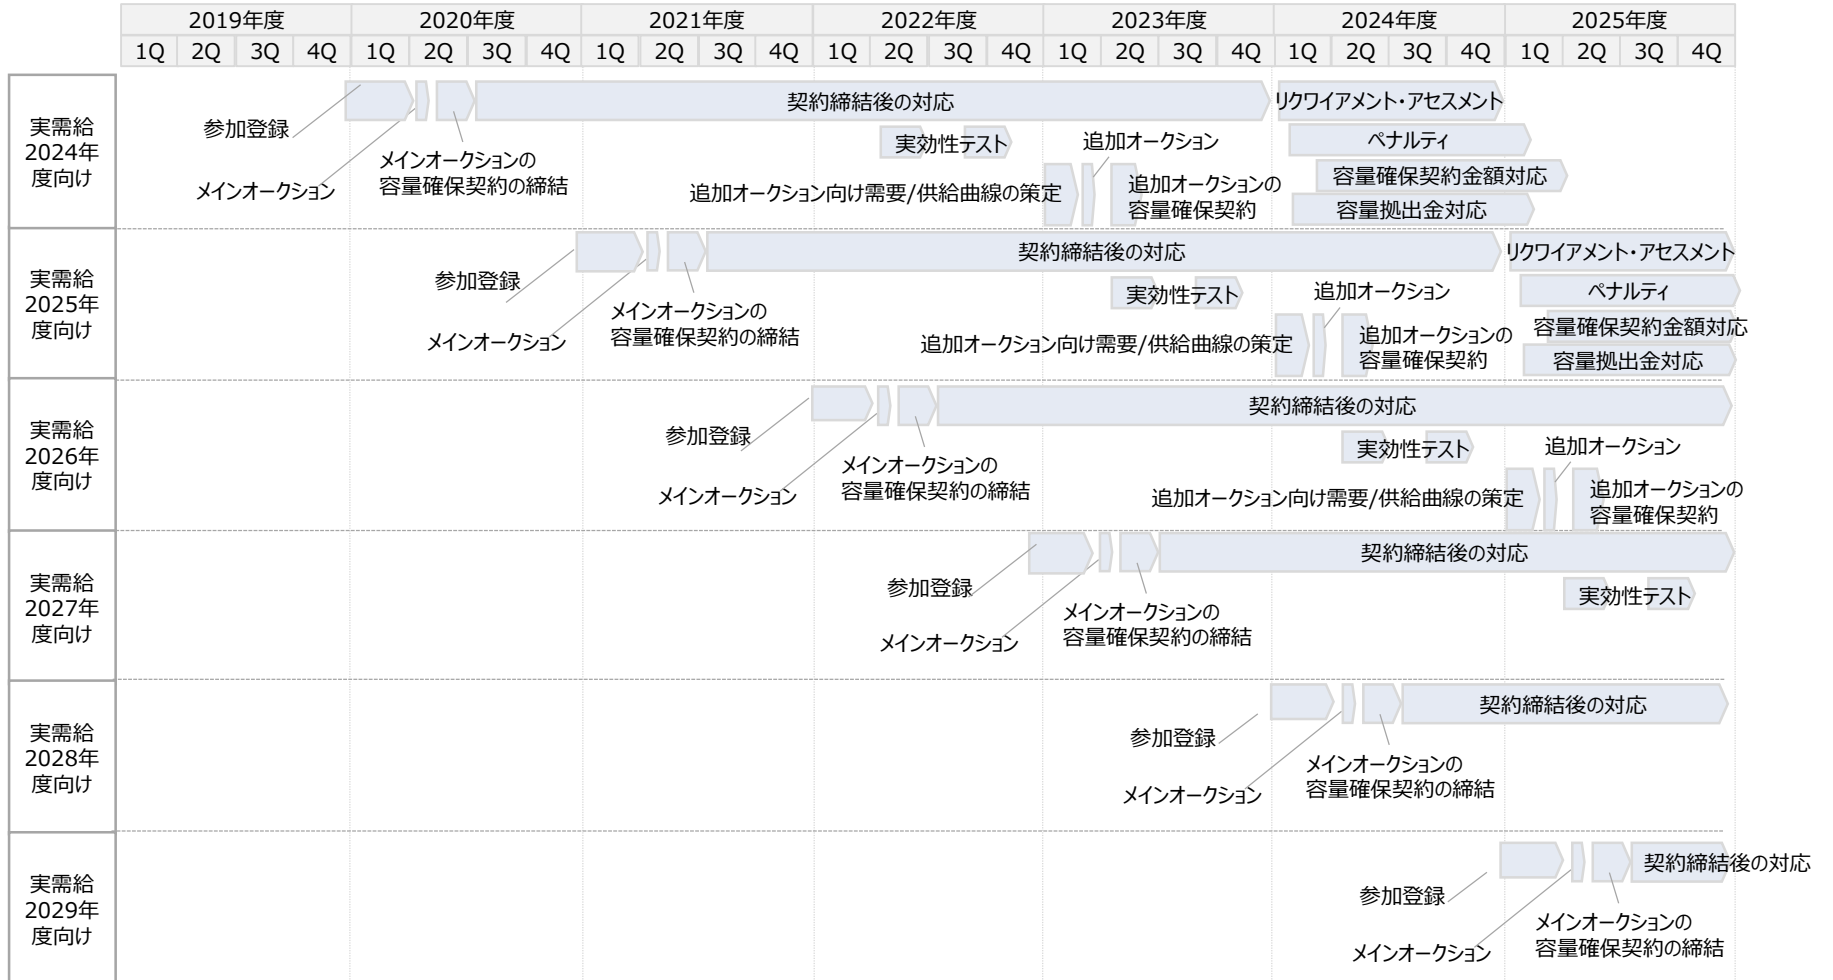 2019年度 2020年度 2021年度 2022年度 2023年度 2024年度 2025年度
1Q 2Q 3Q 4Q 1Q 2Q 3Q 4Q 1Q 2Q 3Q 4Q 1Q 2Q 3Q 4Q 1Q 2Q 3Q 4Q 1Q 2Q 3Q 4Q 1Q 2Q 3Q 4Q
実需給
2024年
度向け
参加登録
メインオークション
メインオークションの
容量確保契約の締結
契約締結後の対応
実効性テスト
追加オークション向け需要/供給曲線の策定
追加オークション
追加オークションの
容量確保契約
リクワイアメント・アセスメント
ペナルティ
容量確保契約金額対応
容量拠出金対応
実需給
2025年
度向け
参加登録
メインオークション
メインオークションの
容量確保契約の締結
契約締結後の対応
実効性テスト
追加オークション向け需要/供給曲線の策定
追加オークション
追加オークションの
容量確保契約
リクワイアメント・アセスメント
ペナルティ
容量確保契約金額対応
容量拠出金対応
実需給
2026年
度向け
参加登録
メインオークション
メインオークションの
容量確保契約の締結
契約締結後の対応
実効性テスト
追加オークション向け需要/供給曲線の策定
追加オークション
追加オークションの
容量確保契約
実需給
2027年
度向け
参加登録
メインオークション
メインオークションの
容量確保契約の締結
契約締結後の対応
実効性テスト
実需給
2028年
度向け
参加登録
メインオークション
メインオークションの
容量確保契約の締結
契約締結後の対応
実需給
2029年
度向け
参加登録
メインオークション
メインオークションの
容量確保契約の締結
契約締結後の対応